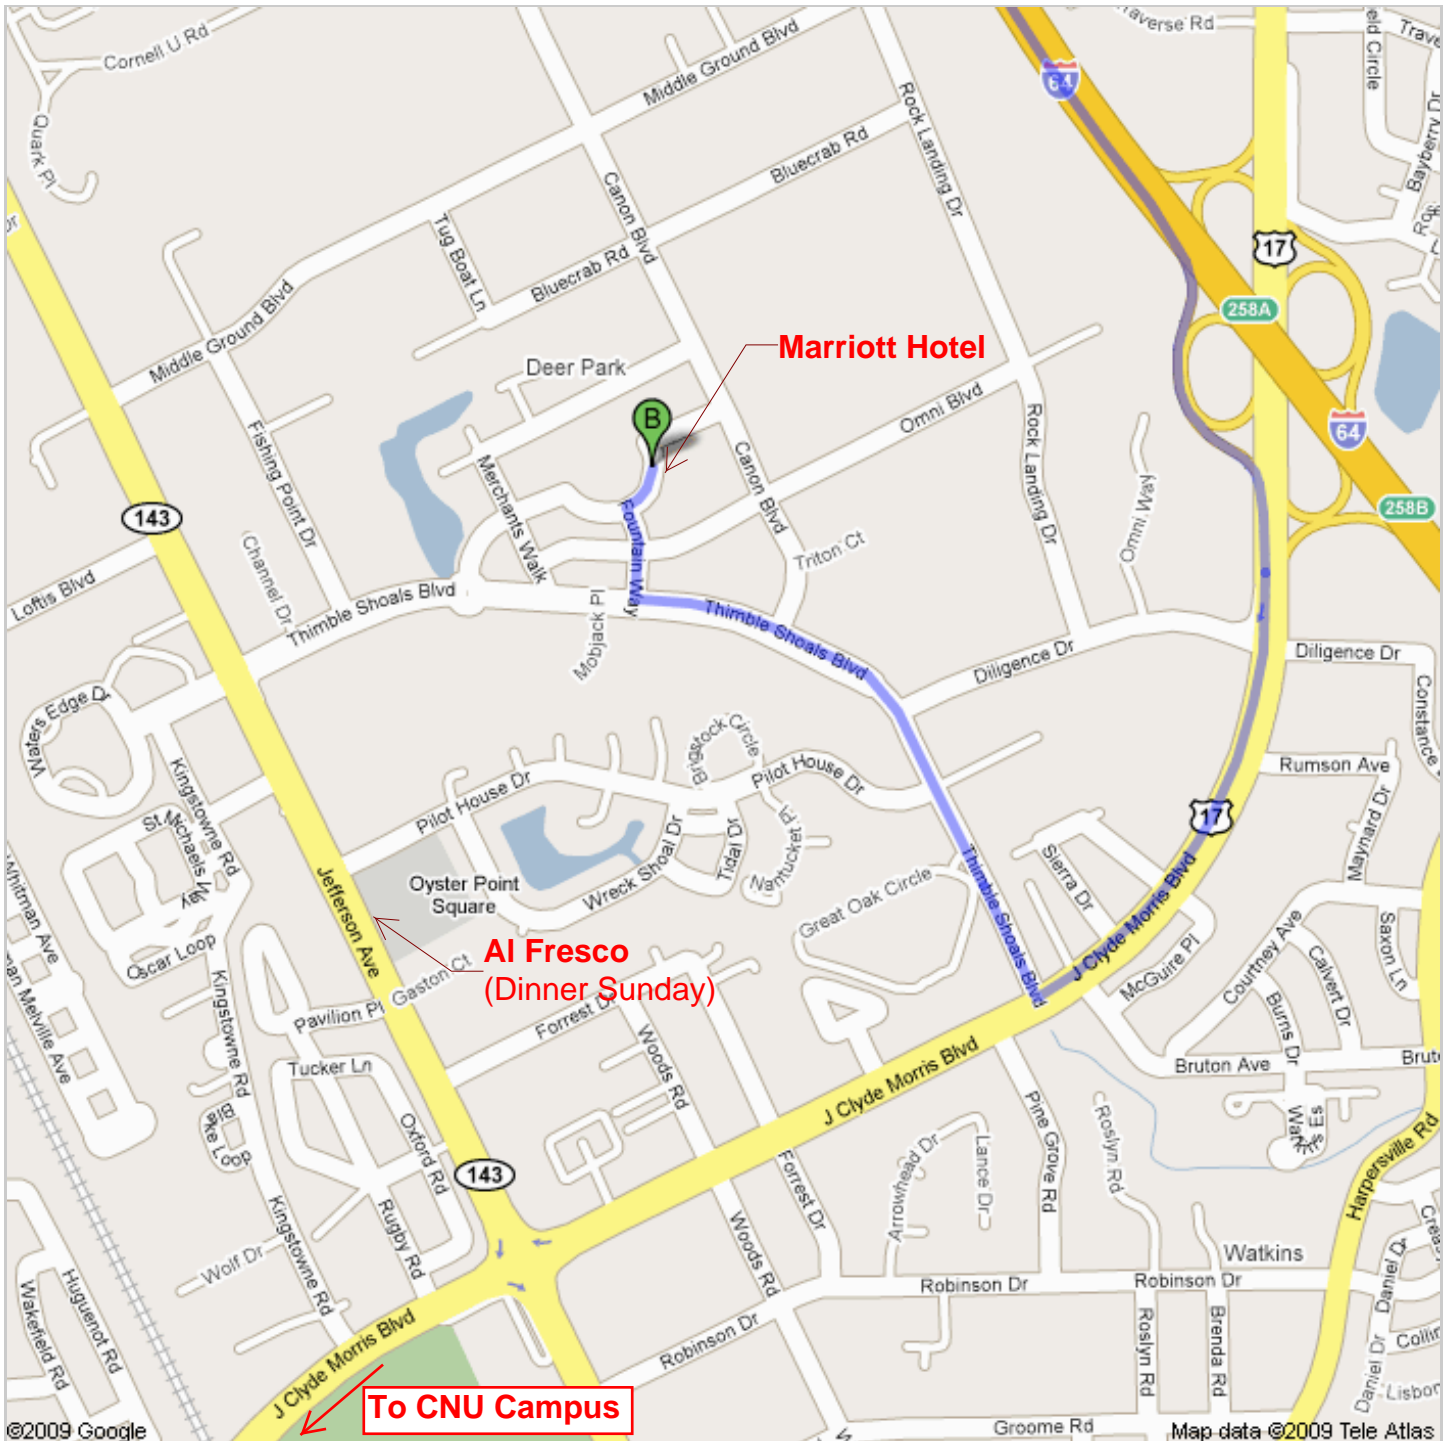 Cornell U Rd
Quark Pl
Middle Ground Blvd
Traverse Rd
Bayberry Dr
64
Rock Landing Dr
Bluecrab Rd
Canon Blvd
Tug Boat Ln
Bluecrab Rd
17
258A
Middle Ground Blvd
Deer Park
Marriott Hotel
B
Omni Blvd
64
Fishing Point Dr
Merchants Walk
Canon Blvd
Rock Landing Dr
Omni Way
258B
143
Fountain Way
Triton Ct
Channel Dr
Loftis Blvd
Thimble Shoals Blvd
Mobjack Pl
Thimble Shoals Blvd
Diligence Dr
Diligence Dr
Waters Edge D
Constance
Brigstock Circle
Kingstowne Rd
Pilot House Dr
Pilot House Dr
Rumson Ave
17
St Michaels Way
Nantucket Pl
Tidal Dr
Maynard Dr
Thimble Shoals Blvd
Sierra Dr
Jefferson Ave
Oyster Point
Square
Wreck Shoal Dr
Great Oak Circle
J Clyde Morris Blvd
Whitman Ave
Oscar Loop
Al Fresco
(Dinner Sunday)
Gaston Ct
McGuire Pl
Courtney Ave
Saxon Ln
Calvert Dr
man Melville Ave
Kingstowne Rd
Pavilion Pl
Forrest Dr
Woods Rd
Burns Dr
J Clyde Morris Blvd
Bruton Ave
Tucker Ln
Pine Grove Rd
Roslyn Rd
Oxford Rd
Arrowhead Dr
Lance Dr
Harpersville Rd
143
Forrest Dr
Kingstowne Rd
Rugby Rd
Woods Rd
Wolf Dr
Watkins
Robinson Dr
Robinson Dr
Daniel Dr
Huguenot Rd
Wakefield Rd
J Clyde Morris Blvd
Robinson Dr
Roslyn Rd
Brenda Rd
Daniel Dr
To CNU Campus
Groome Rd
©2009 Google
Map data ©2009 Tele Atlas